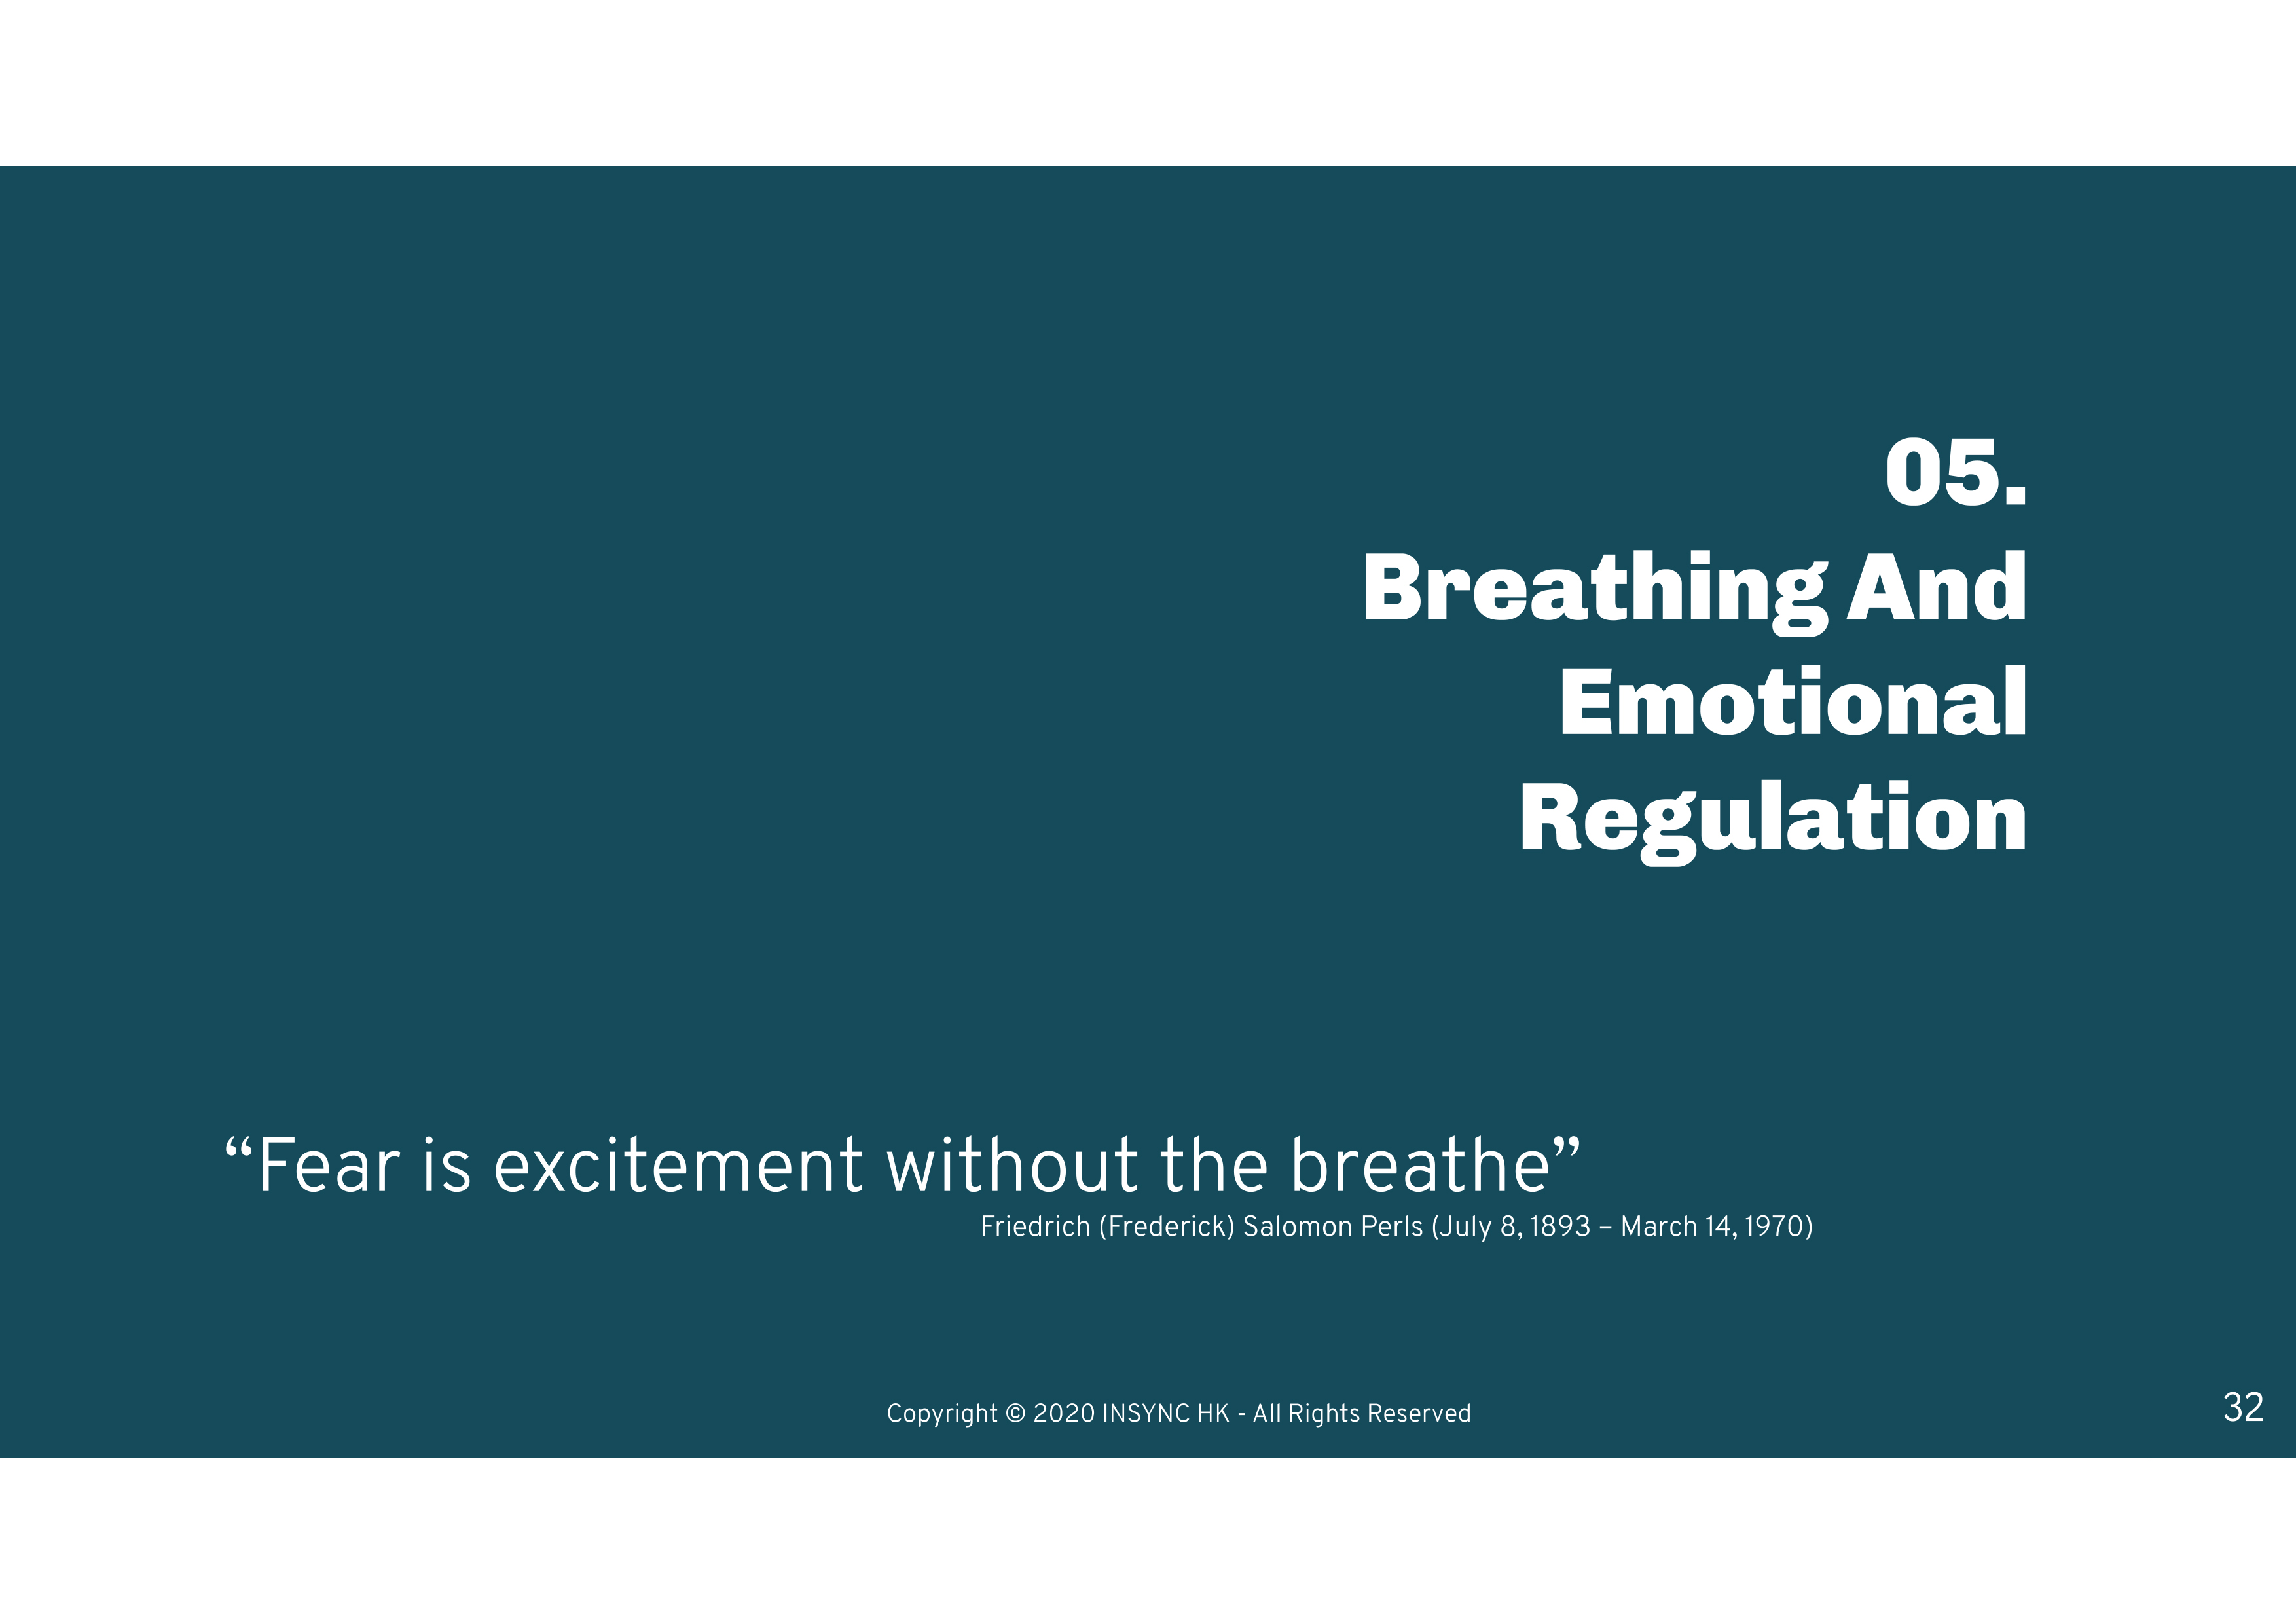 05.
Breathing And
Emotional
Regulation
“Fear is excitement without the breathe”
Friedrich (Frederick) Salomon Perls (July 8, 1893 – March 14, 1970)
Copyright © 2020 INSYNC HK - All Rights Reserved
32